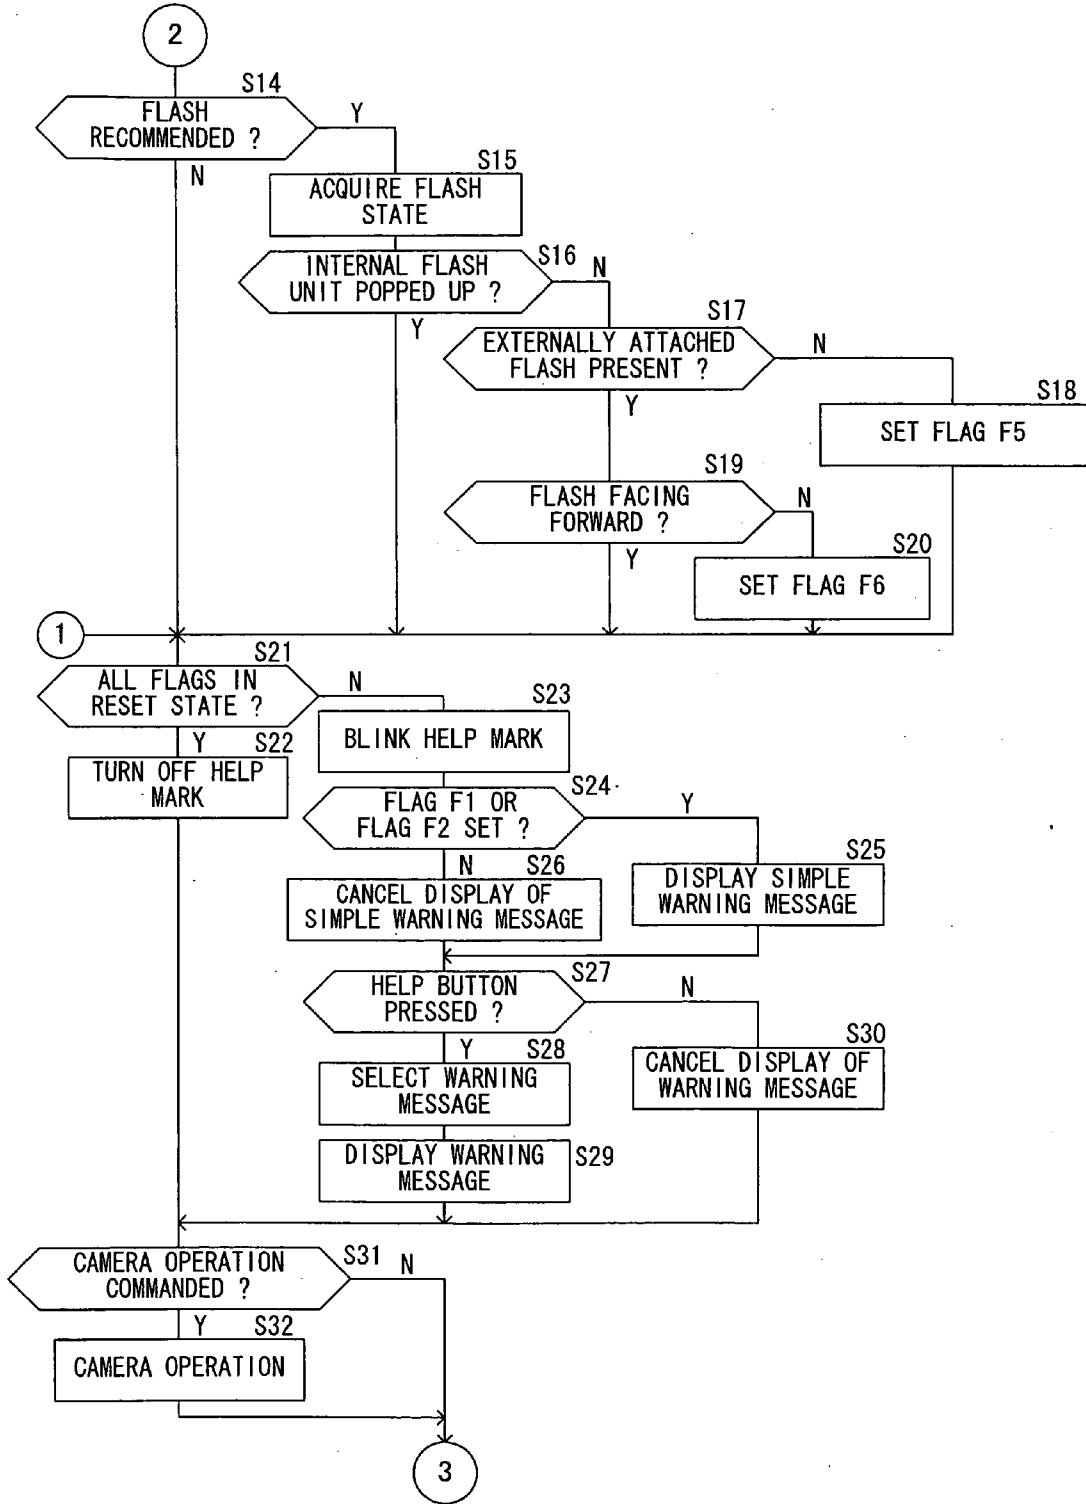 2
S14
FLASH
RECOMMENDED ?
Y
N
S15
ACQUIRE FLASH
STATE
S16
INTERNAL FLASH
UNIT POPPED UP ?
N
Y
S17
EXTERNALLY ATTACHED
FLASH PRESENT ?
N
Y
S18
SET FLAG F5
S19
FLASH FACING
FORWARD ?
N
Y
S20
SET FLAG F6
1
S21
ALL FLAGS IN
RESET STATE ?
N
Y
S22
TURN OFF HELP
MARK
S23
BLINK HELP MARK
S24
FLAG F1 OR
FLAG F2 SET ?
Y
N
S25
DISPLAY SIMPLE
WARNING MESSAGE
S26
CANCEL DISPLAY OF
SIMPLE WARNING MESSAGE
S27
HELP BUTTON
PRESSED ?
N
Y
S28
SELECT WARNING
MESSAGE
S30
CANCEL DISPLAY OF
WARNING MESSAGE
DISPLAY WARNING
MESSAGE
S29
CAMERA OPERATION
COMMANDED ?
S31
N
Y
S32
CAMERA OPERATION
3